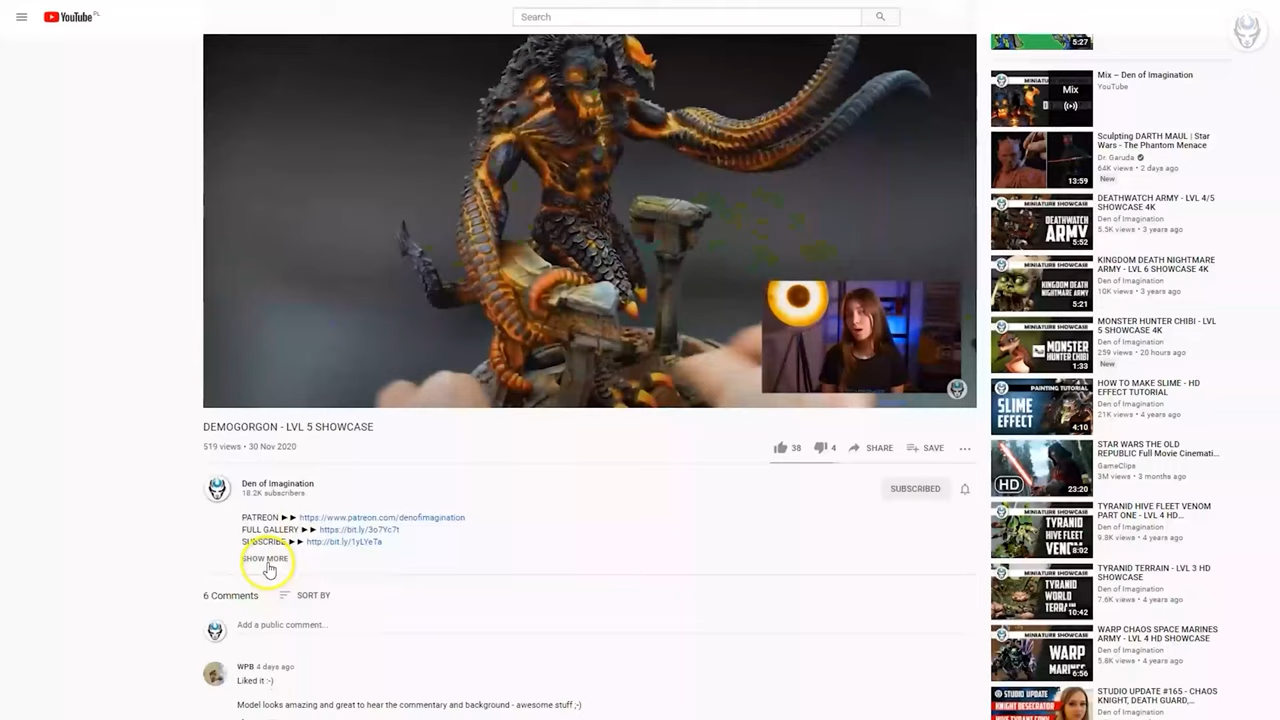 YouTube PL
Search
DEMOGORGON - LVL 5 SHOWCASE
519 views • 30 Nov 2020
38
4
SHARE
SAVE
Den of Imagination
18.2K subscribers
SUBSCRIBED
PATREON ►► https://www.patreon.com/denofimagination
FULL GALLERY ►► https://bit.ly/3o7Yc7t
SUBSCRIBE ►► http://bit.ly/1yLYeTa
SHOW MORE
6 Comments
SORT BY
Add a public comment...
WPB 4 days ago
Liked it :-)
Model looks amazing and great to hear the commentary and background - awesome stuff ;-)
5:27
Mix
Mix – Den of Imagination
YouTube
13:59
Sculpting DARTH MAUL | Star
Wars - The Phantom Menace
Dr. Garuda
64K views • 2 days ago
New
MINIATURE SHOWCASE
DEATHWATCH
ARMY
5:52
DEATHWATCH ARMY - LVL 4/5
SHOWCASE 4K
Den of Imagination
5.5K views • 3 years ago
MINIATURE SHOWCASE
KINGDOM DEATH
NIGHTMARE
ARMY
5:21
KINGDOM DEATH NIGHTMARE
ARMY - LVL 6 SHOWCASE 4K
Den of Imagination
10K views • 3 years ago
MINIATURE SHOWCASE
MONSTER
HUNTER CHIBI
1:33
MONSTER HUNTER CHIBI - LVL
5 SHOWCASE 4K
Den of Imagination
259 views • 20 hours ago
New
PAINTING TUTORIAL
SLIME
EFFECT
4:10
HOW TO MAKE SLIME - HD
EFFECT TUTORIAL
Den of Imagination
21K views • 4 years ago
HD
23:20
STAR WARS THE OLD
REPUBLIC Full Movie Cinemati...
GameClips
3M views • 3 months ago
MINIATURE SHOWCASE
TYRANID
HIVE FLEET
8:02
TYRANID HIVE FLEET VENOM
PART ONE - LVL 4 HD...
Den of Imagination
9.8K views • 4 years ago
MINIATURE SHOWCASE
TYRANID
WORLD
10:42
TYRANID TERRAIN - LVL 3 HD
SHOWCASE
Den of Imagination
7.6K views • 4 years ago
MINIATURE SHOWCASE
WARP
6:56
WARP CHAOS SPACE MARINES
ARMY - LVL 4 HD SHOWCASE
Den of Imagination
5.8K views • 4 years ago
STUDIO UPDATE
KNIGHT DESECRATOR
STUDIO UPDATE #165 - CHAOS
KNIGHT, DEATH GUARD,...
Den of Imagination